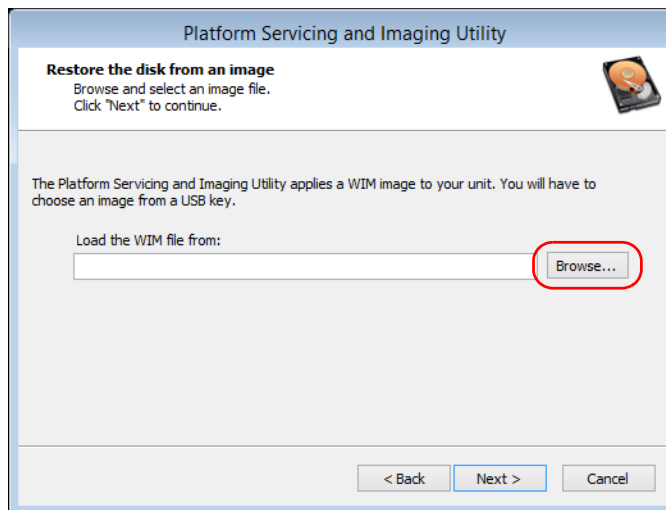 Platform Servicing and Imaging Utility
Restore the disk from an image
Browse and select an image file.
Click "Next" to continue.
The Platform Servicing and Imaging Utility applies a WIM image to your unit. You will have to
choose an image from a USB key.
Load the WIM file from:
Browse...
< Back Next > Cancel